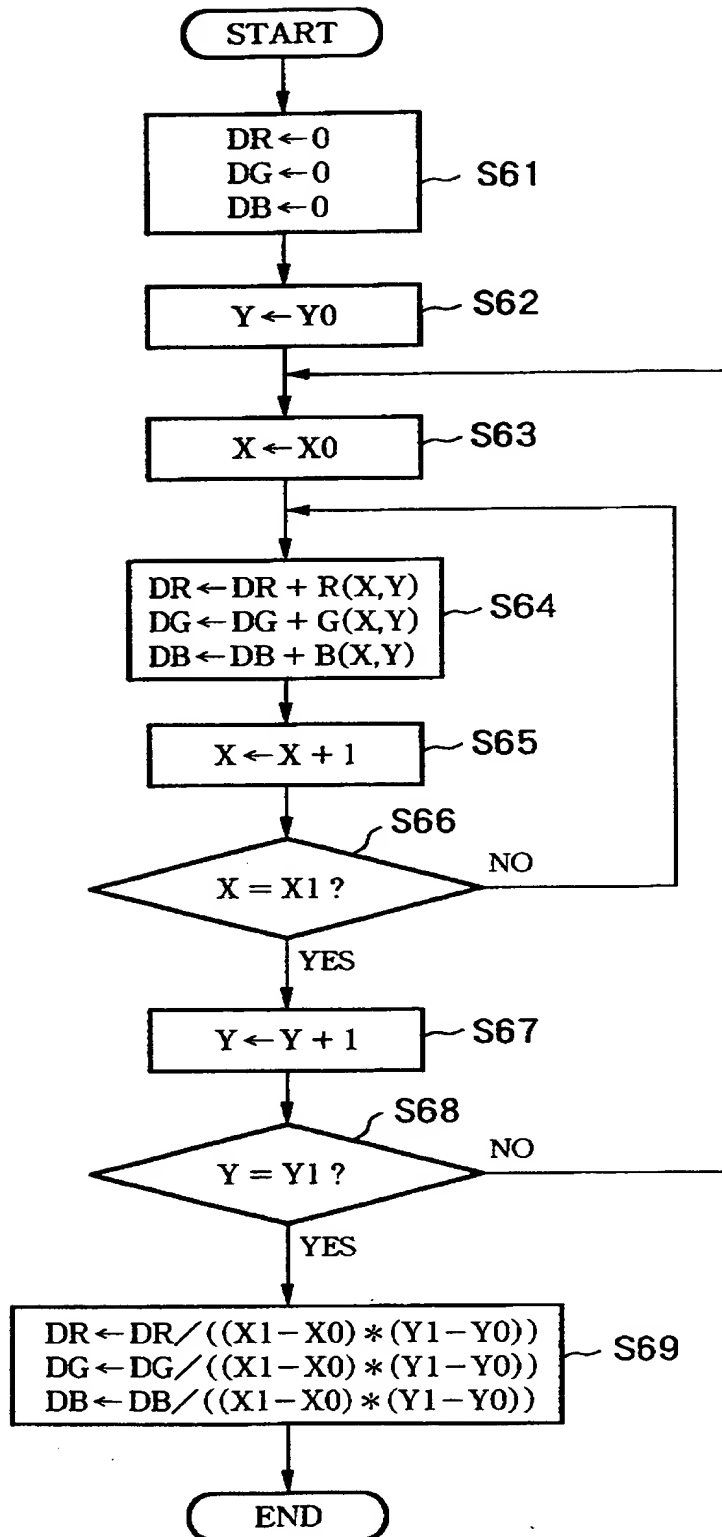 START
DR←0
DG←0
DB←0
S61
Y←Y0
S62
X←X0
S63
DR←DR + R(X,Y)
DG←DG + G(X,Y)
DB←DB + B(X,Y)
S64
X←X + 1
S65
S66
X = X1 ?
NO
YES
Y←Y + 1
S67
S68
Y = Y1 ?
NO
YES
DR←DR/((X1−X0)*(Y1−Y0))
DG←DG/((X1−X0)*(Y1−Y0))
DB←DB/((X1−X0)*(Y1−Y0))
S69
END